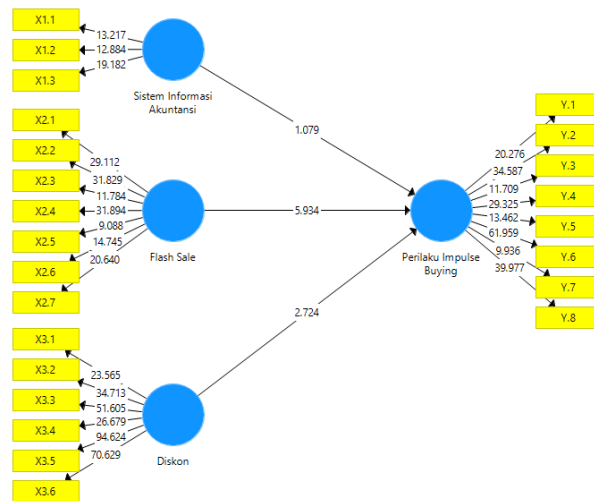 X1.1
X1.2
X1.3
13.217
12.884
19.182
Sistem Informasi
Akuntansi
X2.1
X2.2
X2.3
X2.4
X2.5
X2.6
X2.7
29.112
31.829
11.784
31.894
9.088
14.745
20.640
Flash Sale
X3.1
X3.2
X3.3
X3.4
X3.5
X3.6
23.565
34.713
51.605
26.679
94.624
70.629
Diskon
1.079
5.934
2.724
Perilaku Impulse
Buying
20.276
34.587
11.709
29.325
13.462
61.959
9.936
39.977
Y.1
Y.2
Y.3
Y.4
Y.5
Y.6
Y.7
Y.8